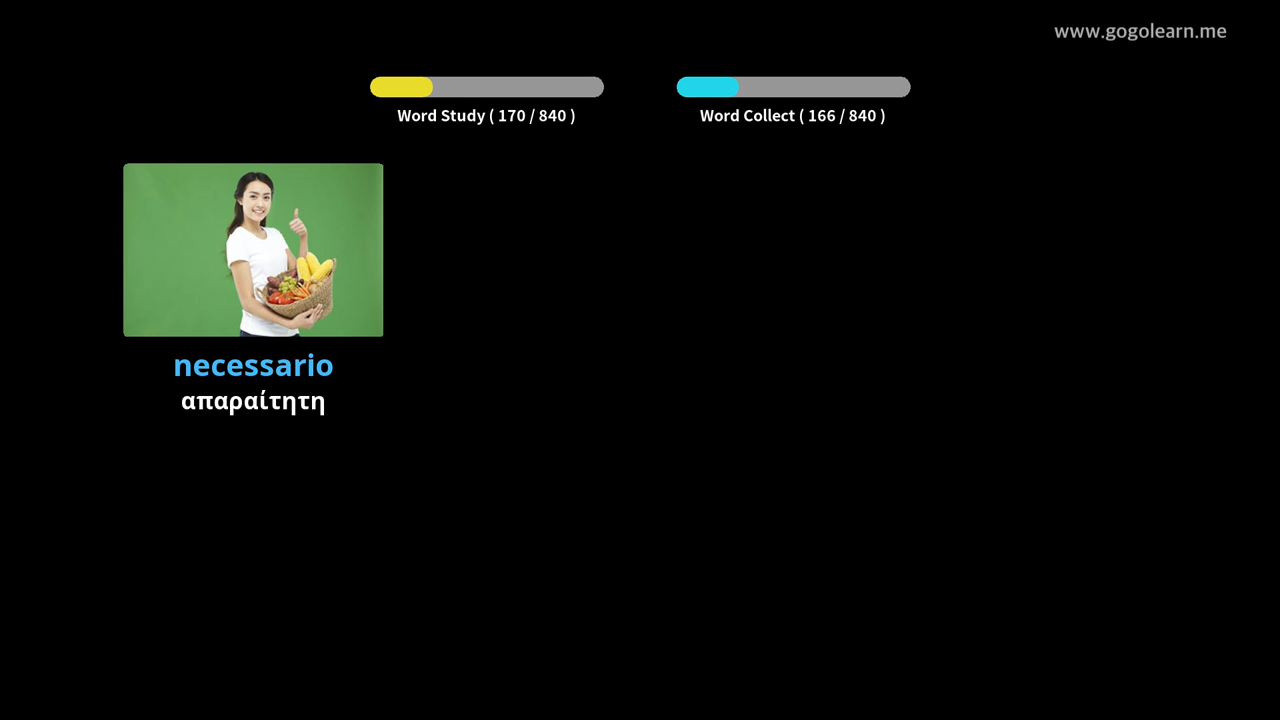 www.gogolearn.me
Word Study ( 170 / 840 )
Word Collect ( 166 / 840 )
necessario
απαραίτητη